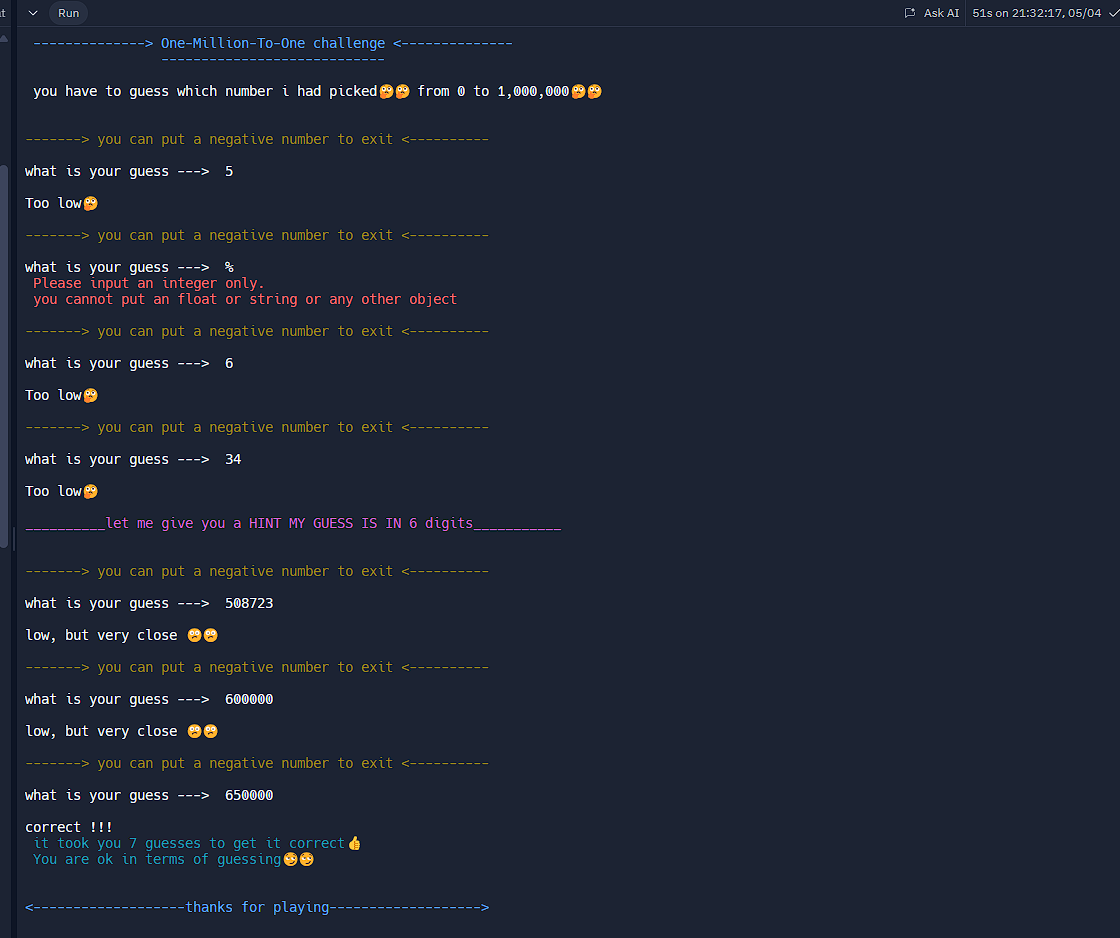 t Run Ask AI 51s on 21:32:17, 05/04
--------------> One-Million-To-One challenge <--------------
----------------------------
you have to guess which number i had picked🤔🤔 from 0 to 1,000,000🤔🤔
-------> you can put a negative number to exit <----------
what is your guess ---> 5
Too low🤔
-------> you can put a negative number to exit <----------
what is your guess ---> %
Please input an integer only.
you cannot put an float or string or any other object
-------> you can put a negative number to exit <----------
what is your guess ---> 6
Too low🤔
-------> you can put a negative number to exit <----------
what is your guess ---> 34
Too low🤔
__________let me give you a HINT MY GUESS IS IN 6 digits___________
-------> you can put a negative number to exit <----------
what is your guess ---> 508723
low, but very close 🙄🙄
-------> you can put a negative number to exit <----------
what is your guess ---> 600000
low, but very close 🙄🙄
-------> you can put a negative number to exit <----------
what is your guess ---> 650000
correct !!!
it took you 7 guesses to get it correct👍
You are ok in terms of guessing😏😏
<-------------------thanks for playing------------------->